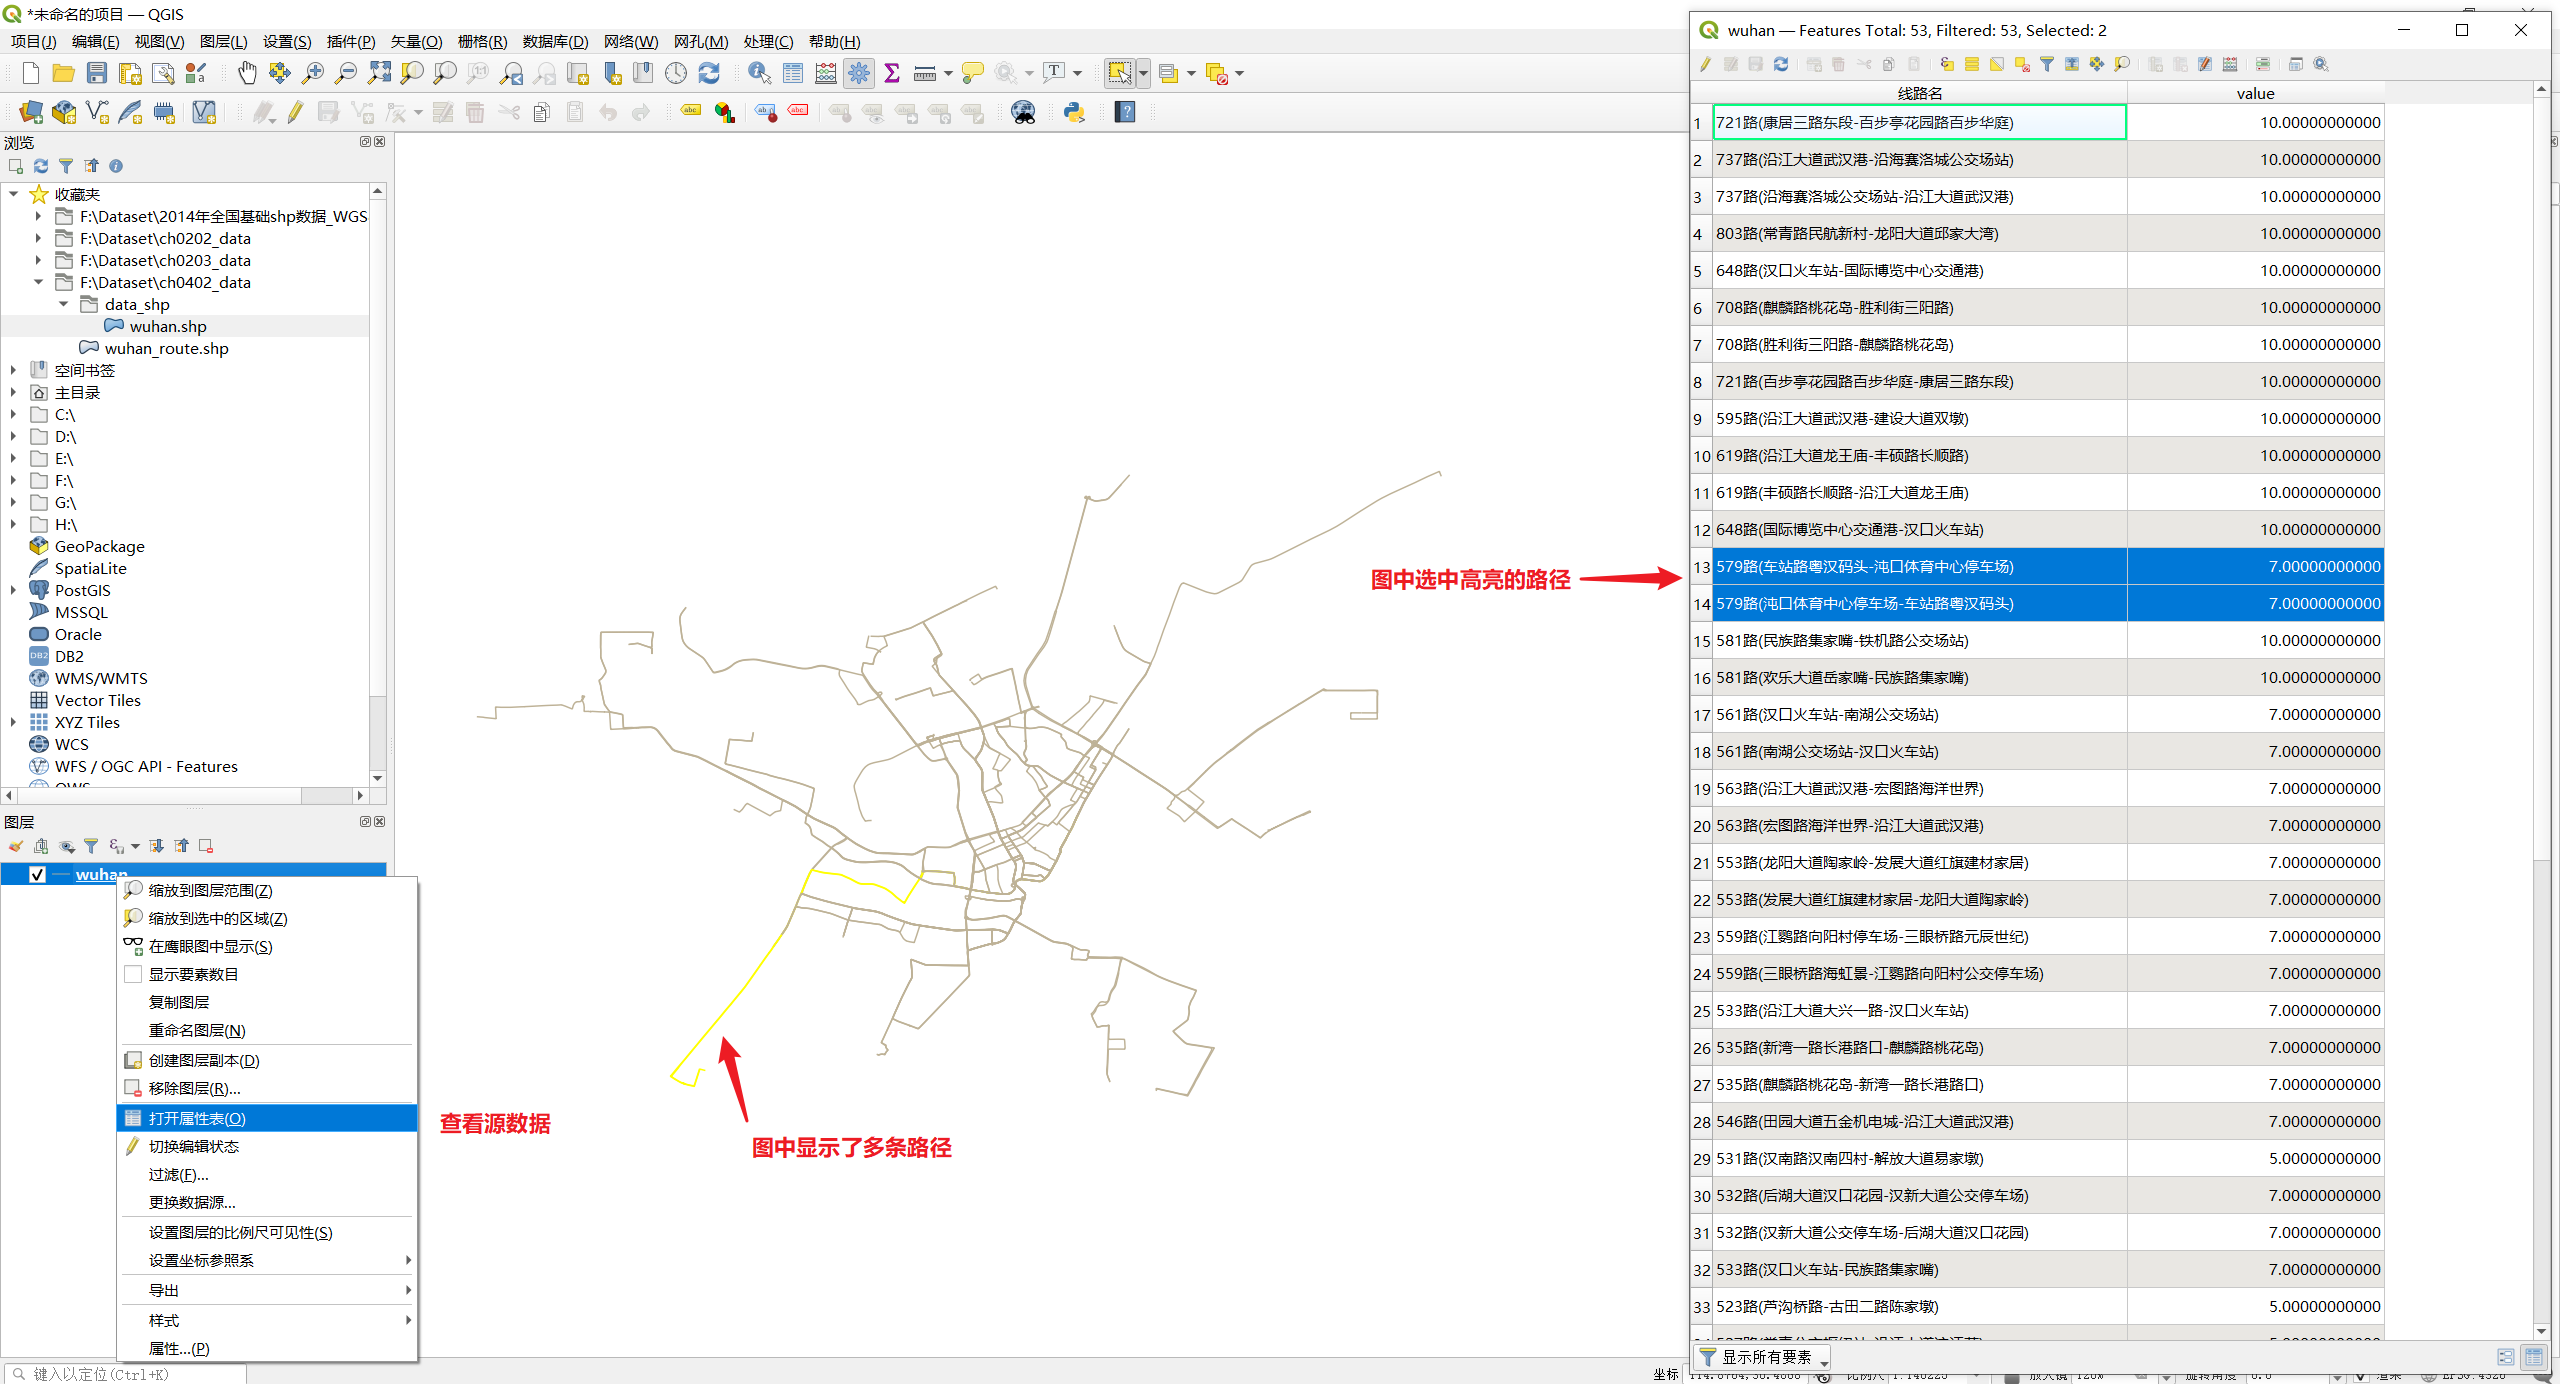 *未命名的项目 — QGIS
项目(J) 编辑(E) 视图(V) 图层(L) 设置(S) 插件(P) 矢量(O) 栅格(R) 数据库(D) 网络(W) 网孔(M) 处理(C) 帮助(H)
浏览
收藏夹
F:\Dataset\2014年全国基础shp数据_WGS
F:\Dataset\ch0202_data
F:\Dataset\ch0203_data
F:\Dataset\ch0402_data
data_shp
wuhan.shp
wuhan_route.shp
空间书签
主目录
C:\
D:\
E:\
F:\
G:\
H:\
GeoPackage
SpatiaLite
PostGIS
MSSQL
Oracle
DB2
WMS/WMTS
Vector Tiles
XYZ Tiles
WCS
WFS / OGC API - Features
图层
wuhan
缩放到图层范围(Z)
缩放到选中的区域(Z)
在鹰眼图中显示(S)
显示要素数目
复制图层
重命名图层(N)
创建图层副本(D)
移除图层(R)...
打开属性表(O)
切换编辑状态
过滤(F)...
更换数据源...
设置图层的比例尺可见性(S)
设置坐标参照系
导出
样式
属性...(P)
键入以定位(Ctrl+K)
查看源数据
图中显示了多条路径
图中选中高亮的路径
wuhan — Features Total: 53, Filtered: 53, Selected: 2
线路名 value
1 721路(康居三路东段-百步亭花园路百步华庭) 10.00000000000
2 737路(沿江大道武汉港-沿海赛洛城公交场站) 10.00000000000
3 737路(沿海赛洛城公交场站-沿江大道武汉港) 10.00000000000
4 803路(常青路民航新村-龙阳大道邱家大湾) 10.00000000000
5 648路(汉口火车站-国际博览中心交通港) 10.00000000000
6 708路(麒麟路桃花岛-胜利街三阳路) 10.00000000000
7 708路(胜利街三阳路-麒麟路桃花岛) 10.00000000000
8 721路(百步亭花园路百步华庭-康居三路东段) 10.00000000000
9 595路(沿江大道武汉港-建设大道双墩) 10.00000000000
10 619路(沿江大道龙王庙-丰硕路长顺路) 10.00000000000
11 619路(丰硕路长顺路-沿江大道龙王庙) 10.00000000000
12 648路(国际博览中心交通港-汉口火车站) 10.00000000000
13 579路(车站路粤汉码头-沌口体育中心停车场) 7.00000000000
14 579路(沌口体育中心停车场-车站路粤汉码头) 7.00000000000
15 581路(民族路集家嘴-铁机路公交场站) 10.00000000000
16 581路(欢乐大道岳家嘴-民族路集家嘴) 10.00000000000
17 561路(汉口火车站-南湖公交场站) 7.00000000000
18 561路(南湖公交场站-汉口火车站) 7.00000000000
19 563路(沿江大道武汉港-宏图路海洋世界) 7.00000000000
20 563路(宏图路海洋世界-沿江大道武汉港) 7.00000000000
21 553路(龙阳大道陶家岭-发展大道红旗建材家居) 7.00000000000
22 553路(发展大道红旗建材家居-龙阳大道陶家岭) 7.00000000000
23 559路(江鹦路向阳村停车场-三眼桥路元辰世纪) 7.00000000000
24 559路(三眼桥路海虹景-江鹦路向阳村公交停车场) 7.00000000000
25 533路(沿江大道大兴一路-汉口火车站) 7.00000000000
26 535路(新湾一路长港路口-麒麟路桃花岛) 7.00000000000
27 535路(麒麟路桃花岛-新湾一路长港路口) 7.00000000000
28 546路(田园大道五金机电城-沿江大道武汉港) 7.00000000000
29 531路(汉南路汉南四村-解放大道易家墩) 5.00000000000
30 532路(后湖大道汉口花园-汉新大道公交停车场) 7.00000000000
31 532路(汉新大道公交停车场-后湖大道汉口花园) 7.00000000000
32 533路(汉口火车站-民族路集家嘴) 7.00000000000
33 523路(芦沟桥路-古田二路陈家墩) 5.00000000000
显示所有要素
坐标